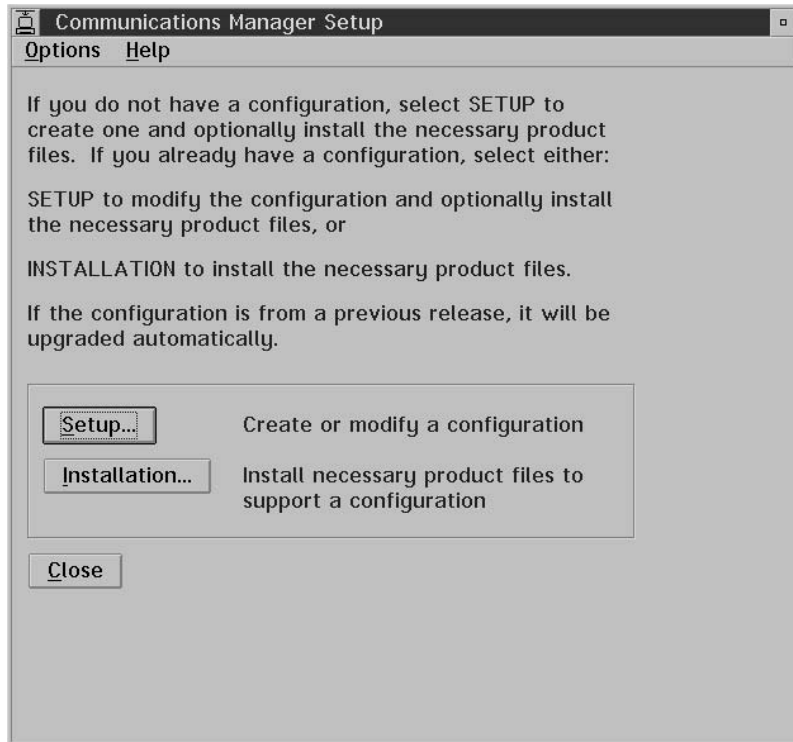 Communications Manager Setup
Options Help
If you do not have a configuration, select SETUP to
create one and optionally install the necessary product
files. If you already have a configuration, select either:
SETUP to modify the configuration and optionally install
the necessary product files, or
INSTALLATION to install the necessary product files.
If the configuration is from a previous release, it will be
upgraded automatically.
Setup... Create or modify a configuration
Installation... Install necessary product files to
support a configuration
Close